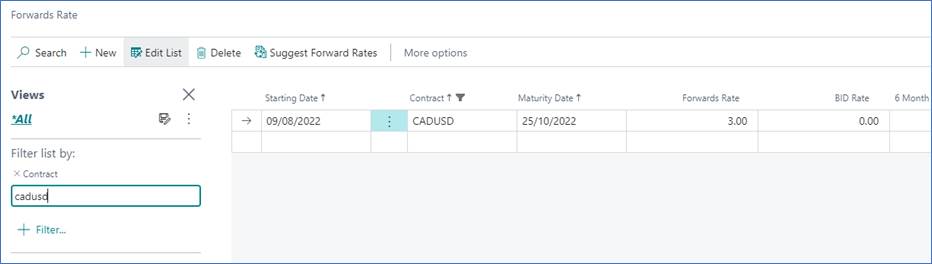 Forwards Rate
Search New Edit List Delete Suggest Forward Rates More options
Views
*All
Filter list by:
× Contract
cadusd
Filter...
Starting Date ↑ Contract ↑ Maturity Date ↑ Forwards Rate BID Rate 6 Month
→ 09/08/2022 CADUSD 25/10/2022 3.00 0.00